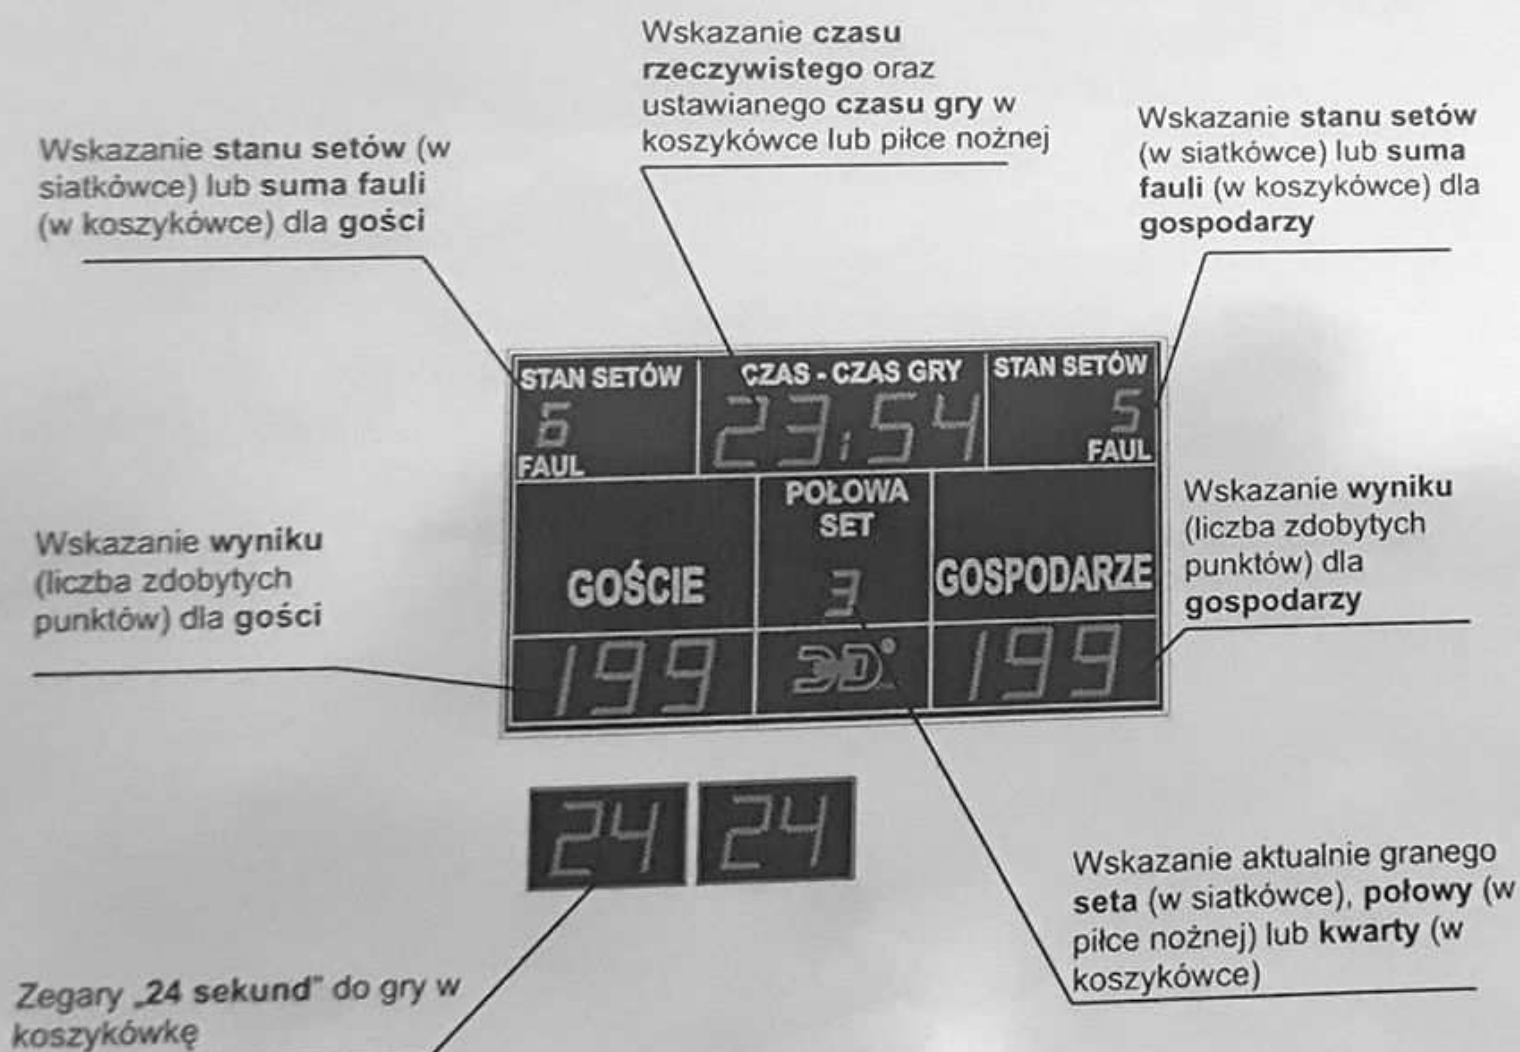 Wskazanie czasu
rzeczywistego oraz
ustawianego czasu gry w
koszykówce lub piłce nożnej
Wskazanie stanu setów (w
siatkówce) lub suma fauli
(w koszykówce) dla gości
Wskazanie stanu setów
(w siatkówce) lub suma
fauli (w koszykówce) dla
gospodarzy
STAN SETÓW
6
FAUL
CZAS - CZAS GRY
23:54
STAN SETÓW
5
FAUL
Wskazanie wyniku
(liczba zdobytych
punktów) dla gości
GOŚCIE
199
POŁOWA
SET
3
3D
GOSPODARZE
199
Wskazanie wyniku
(liczba zdobytych
punktów) dla
gospodarzy
24
24
Wskazanie aktualnie granego
seta (w siatkówce), połowy (w
piłce nożnej) lub kwarty (w
koszykówce)
Zegary „24 sekund" do gry w
koszykówkę